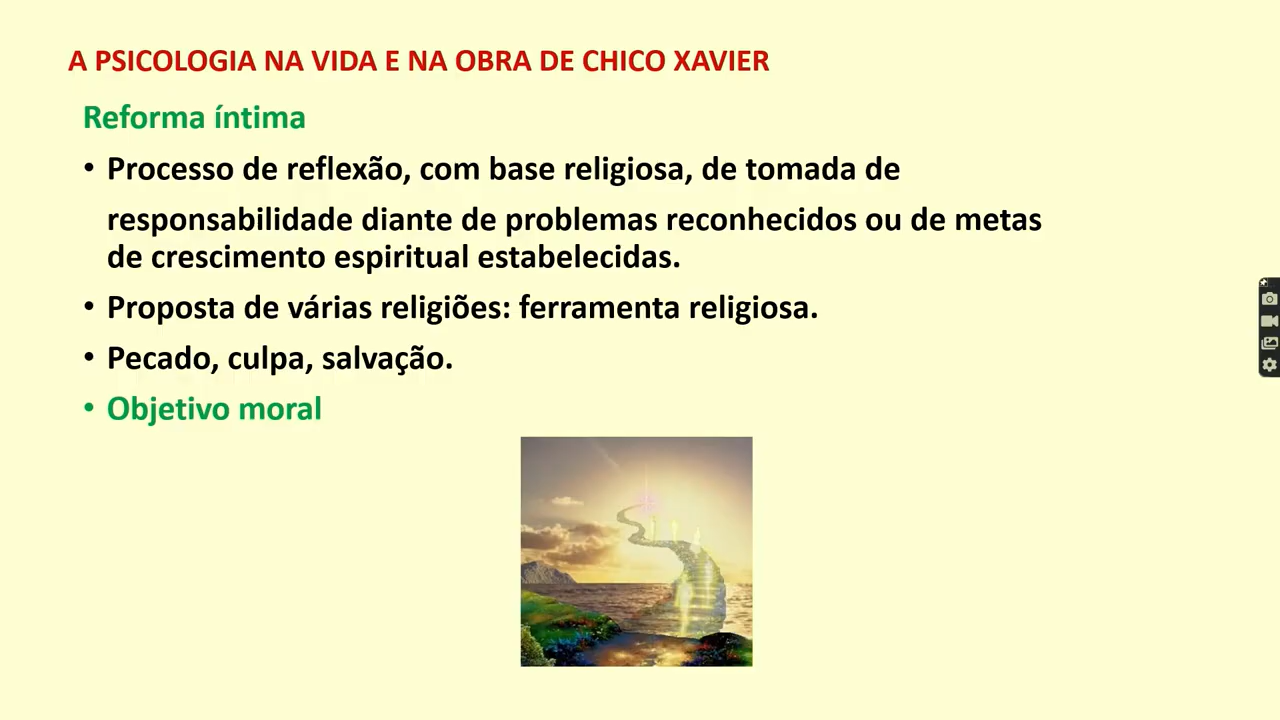 A PSICOLOGIA NA VIDA E NA OBRA DE CHICO XAVIER
Reforma íntima
• Processo de reflexão, com base religiosa, de tomada de
responsabilidade diante de problemas reconhecidos ou de metas
de crescimento espiritual estabelecidas.
• Proposta de várias religiões: ferramenta religiosa.
• Pecado, culpa, salvação.
• Objetivo moral